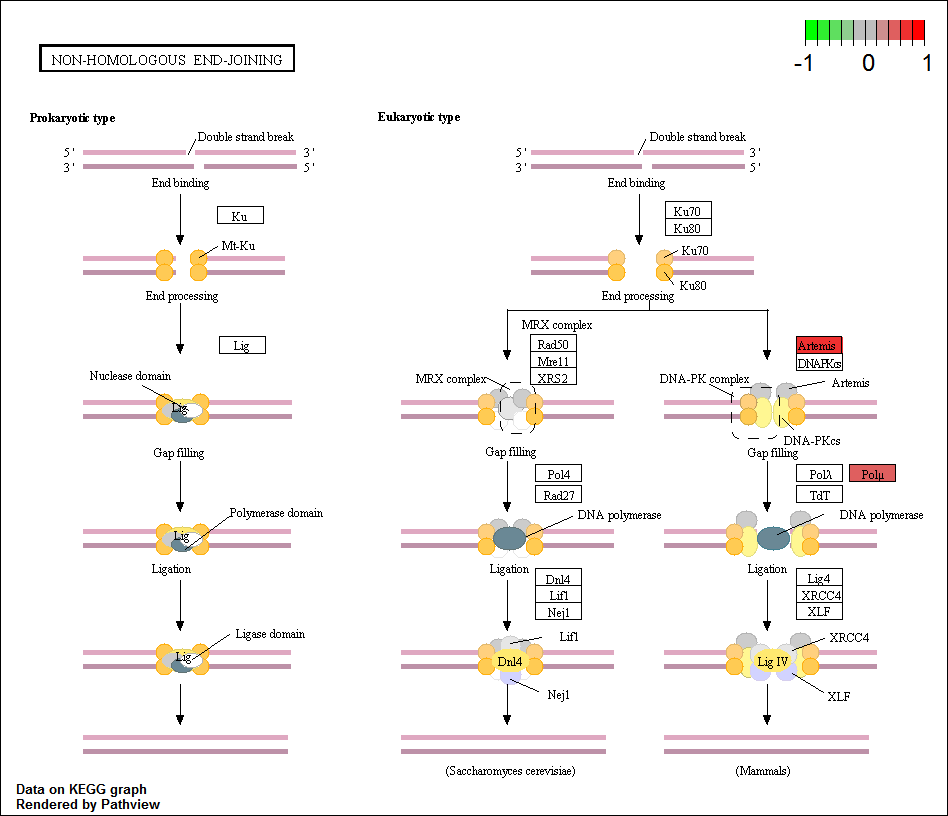 -1 0 1
NON-HOMOLOGOUS END-JOINING
Prokaryotic type
Double strand break
5' 3'
3' 5'
End binding
Ku
Mt-Ku
End processing
Lig
Nuclease domain
Lig
Gap filling
Polymerase domain
Lig
Ligation
Ligase domain
Lig
Eukaryotic type
Double strand break
5' 3'
3' 5'
End binding
Ku70
Ku80
Ku70
Ku80
End processing
MRX complex
Rad50
Mre11
XRS2
MRX complex
Gap filling
Pol4
Rad27
DNA polymerase
Ligation
Dnl4
Lif1
Nej1
Lif1
Dnl4
Nej1
(Saccharomyces cerevisiae)
Artemis
DNAPKcs
DNA-PK complex
Artemis
DNA-PKcs
Gap filling
Polλ Polμ
TdT
DNA polymerase
Ligation
Lig4
XRCC4
XLF
XRCC4
Lig IV
XLF
(Mammals)
Data on KEGG graph
Rendered by Pathview